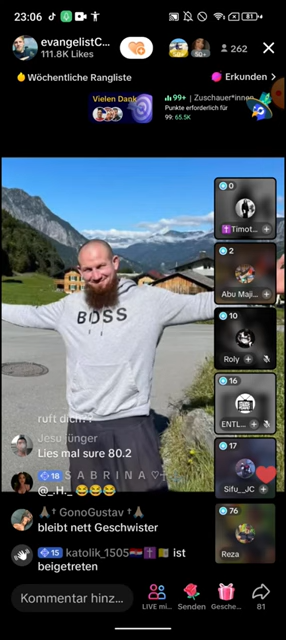 23:06
81
evangelistC...
111.8K Likes
50+
262
Wöchentliche Rangliste
Erkunden >
Vielen Dank
99+ | Zuschauer*innen
Punkte erforderlich für
99: 65.5K
0
Timot...
2
Abu Maji...
BOSS
10
Roly
16
ENTL...
17
Sifu__JC
76
Reza
ruft dich??
Jesu jünger
Lies mal sure 80.2
18 S A B R I N A ♡
@_.H._ 😂😂😂
† GonoGustav †
bleibt nett Geschwister
15 katolik_1505🇭🇷✝️🇻🇦 ist
beigetreten
Kommentar hinz...
LIVE mi...
Senden
Gesche...
81